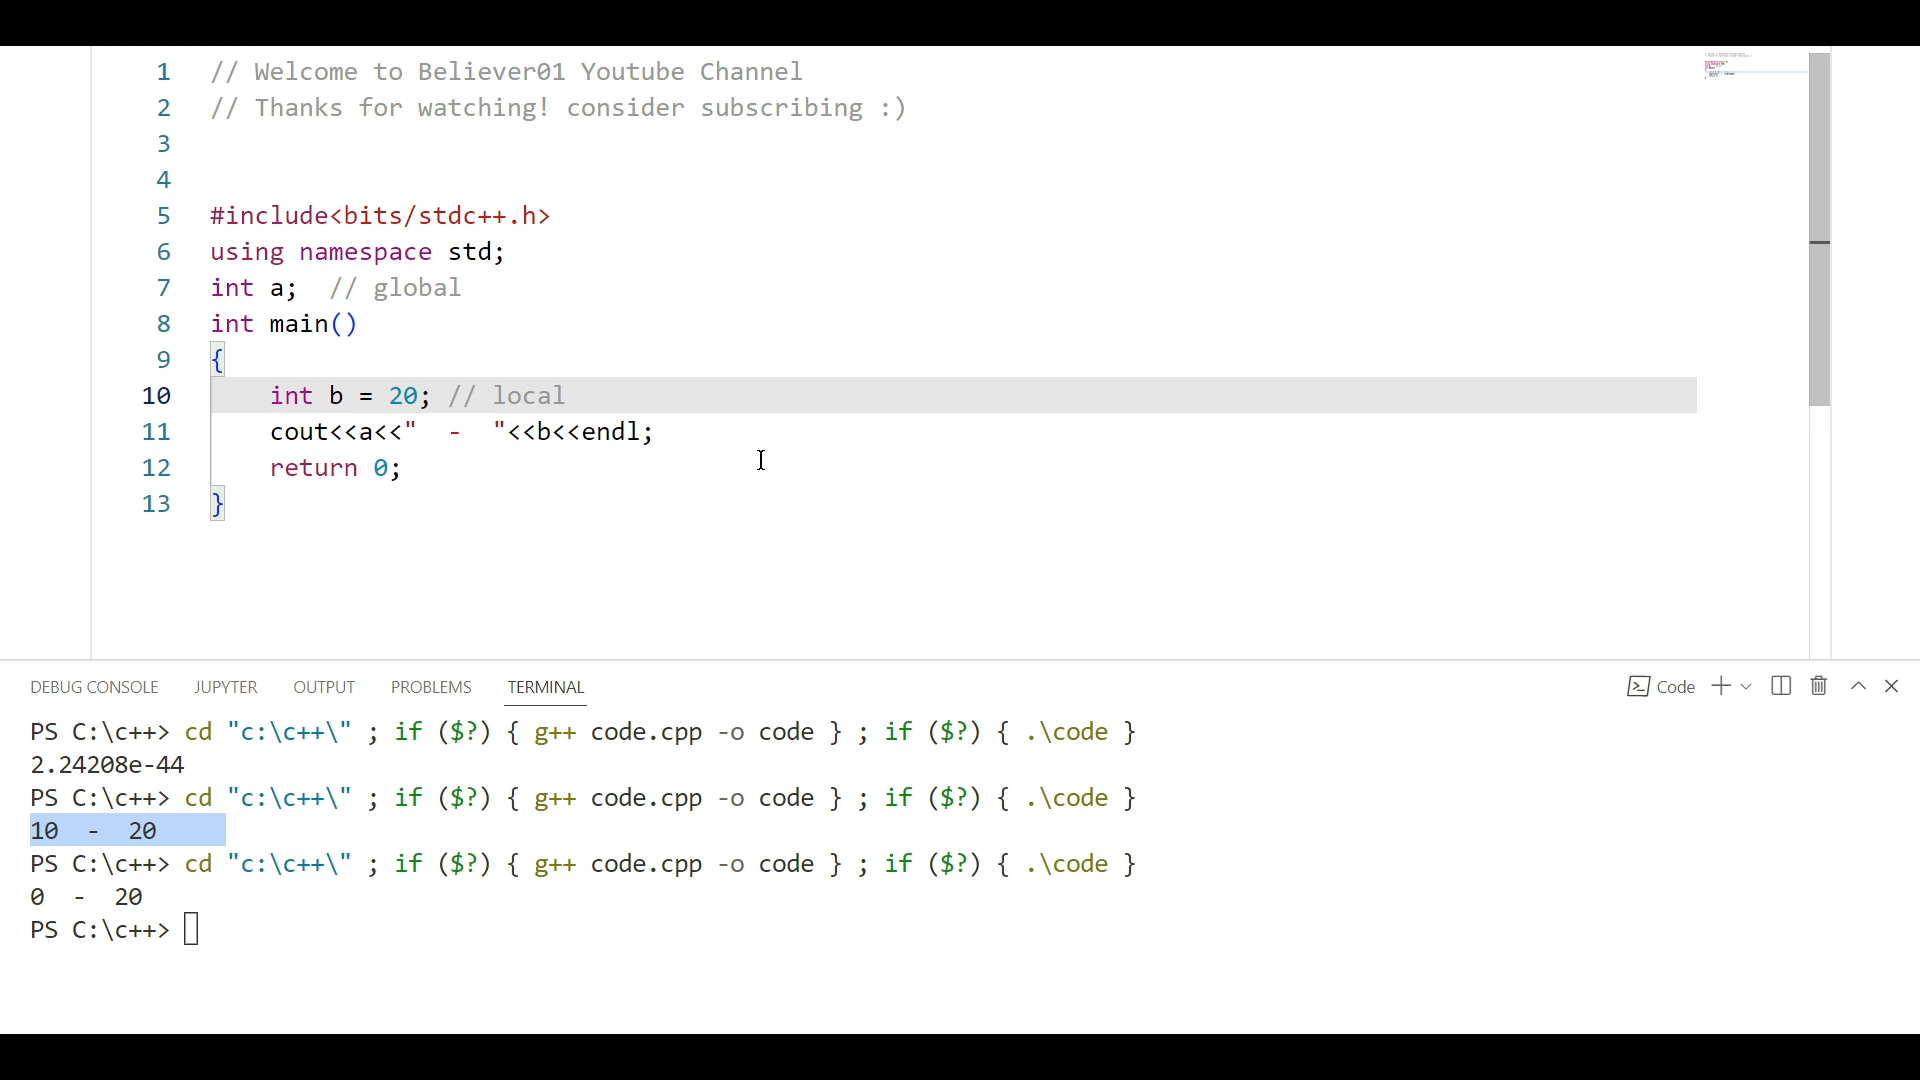 1 // Welcome to Believer01 Youtube Channel
2 // Thanks for watching! consider subscribing :)
3
4
5 #include<bits/stdc++.h>
6 using namespace std;
7 int a; // global
8 int main()
9 {
10 int b = 20; // local
11 cout<<a<<"  -  "<<b<<endl;
12 return 0;
13 }
DEBUG CONSOLE JUPYTER OUTPUT PROBLEMS TERMINAL Code
PS C:\c++> cd "c:\c++\" ; if ($?) { g++ code.cpp -o code } ; if ($?) { .\code }
2.24208e-44
PS C:\c++> cd "c:\c++\" ; if ($?) { g++ code.cpp -o code } ; if ($?) { .\code }
10  -  20
PS C:\c++> cd "c:\c++\" ; if ($?) { g++ code.cpp -o code } ; if ($?) { .\code }
0  -  20
PS C:\c++>